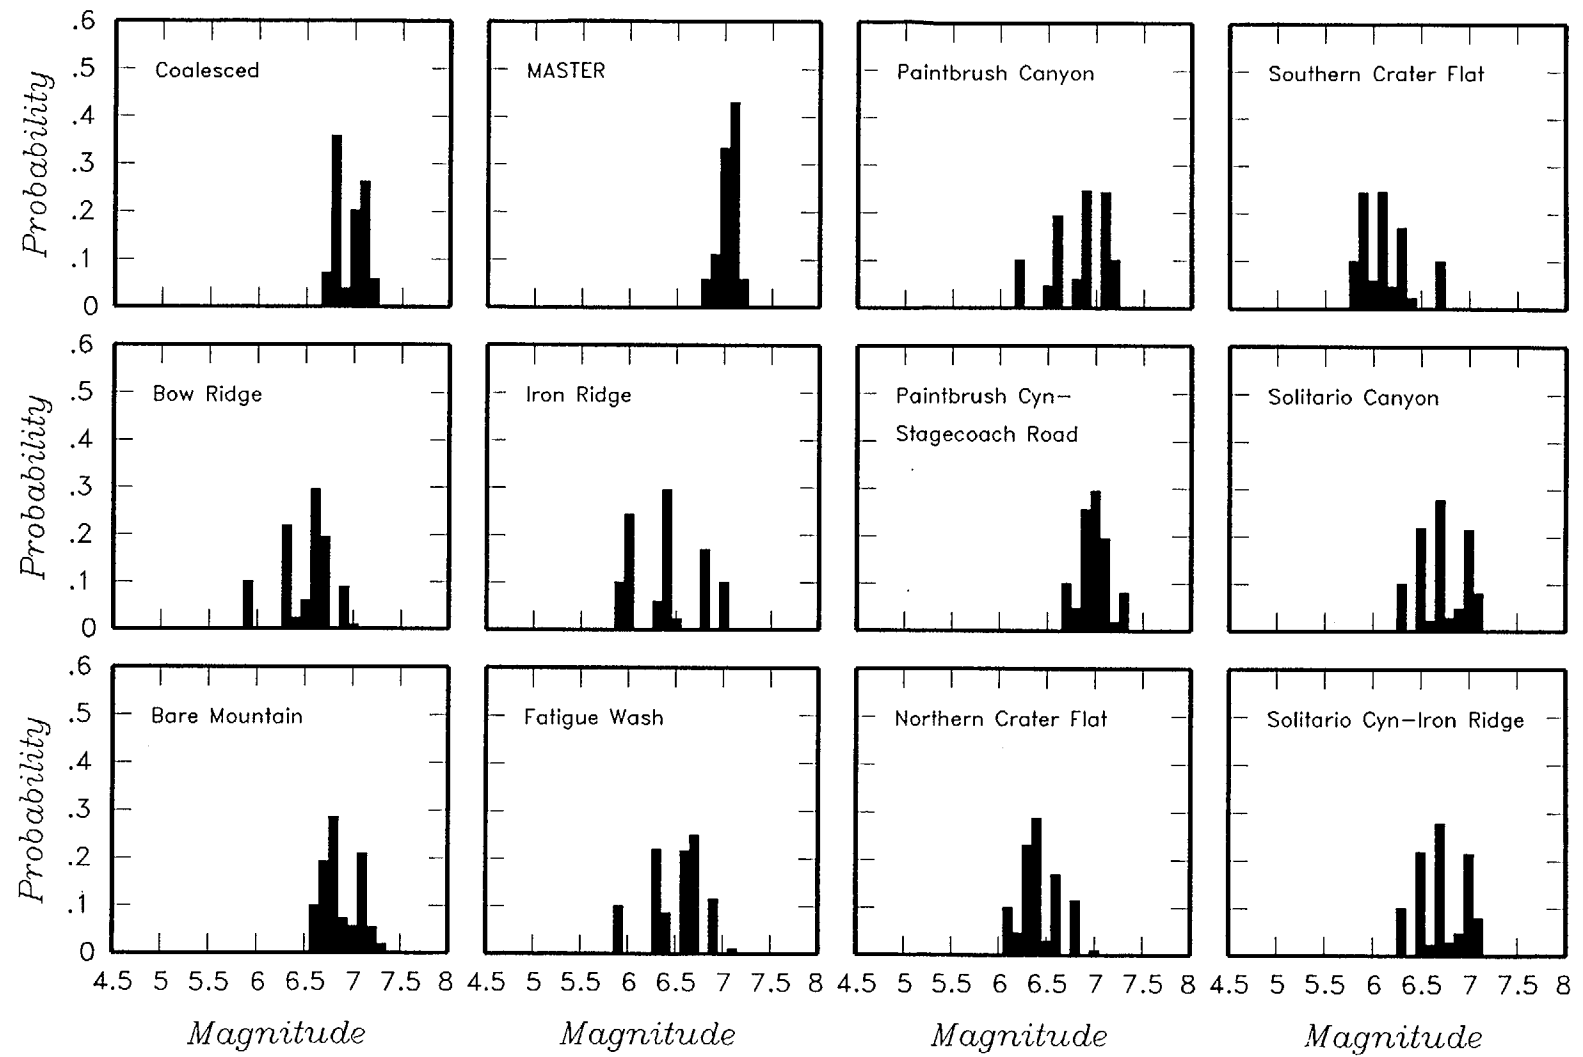 .6
.5
.4
.3
.2
.1
0
Probability
Coalesced
MASTER
Paintbrush Canyon
Southern Crater Flat
.6
.5
.4
.3
.2
.1
0
Probability
Bow Ridge
Iron Ridge
Paintbrush Cyn–
Stagecoach Road
Solitario Canyon
.6
.5
.4
.3
.2
.1
0
Probability
Bare Mountain
Fatigue Wash
Northern Crater Flat
Solitario Cyn–Iron Ridge
4.5 5 5.5 6 6.5 7 7.5 8 4.5 5 5.5 6 6.5 7 7.5 8 4.5 5 5.5 6 6.5 7 7.5 8 4.5 5 5.5 6 6.5 7 7.5 8
Magnitude Magnitude Magnitude Magnitude